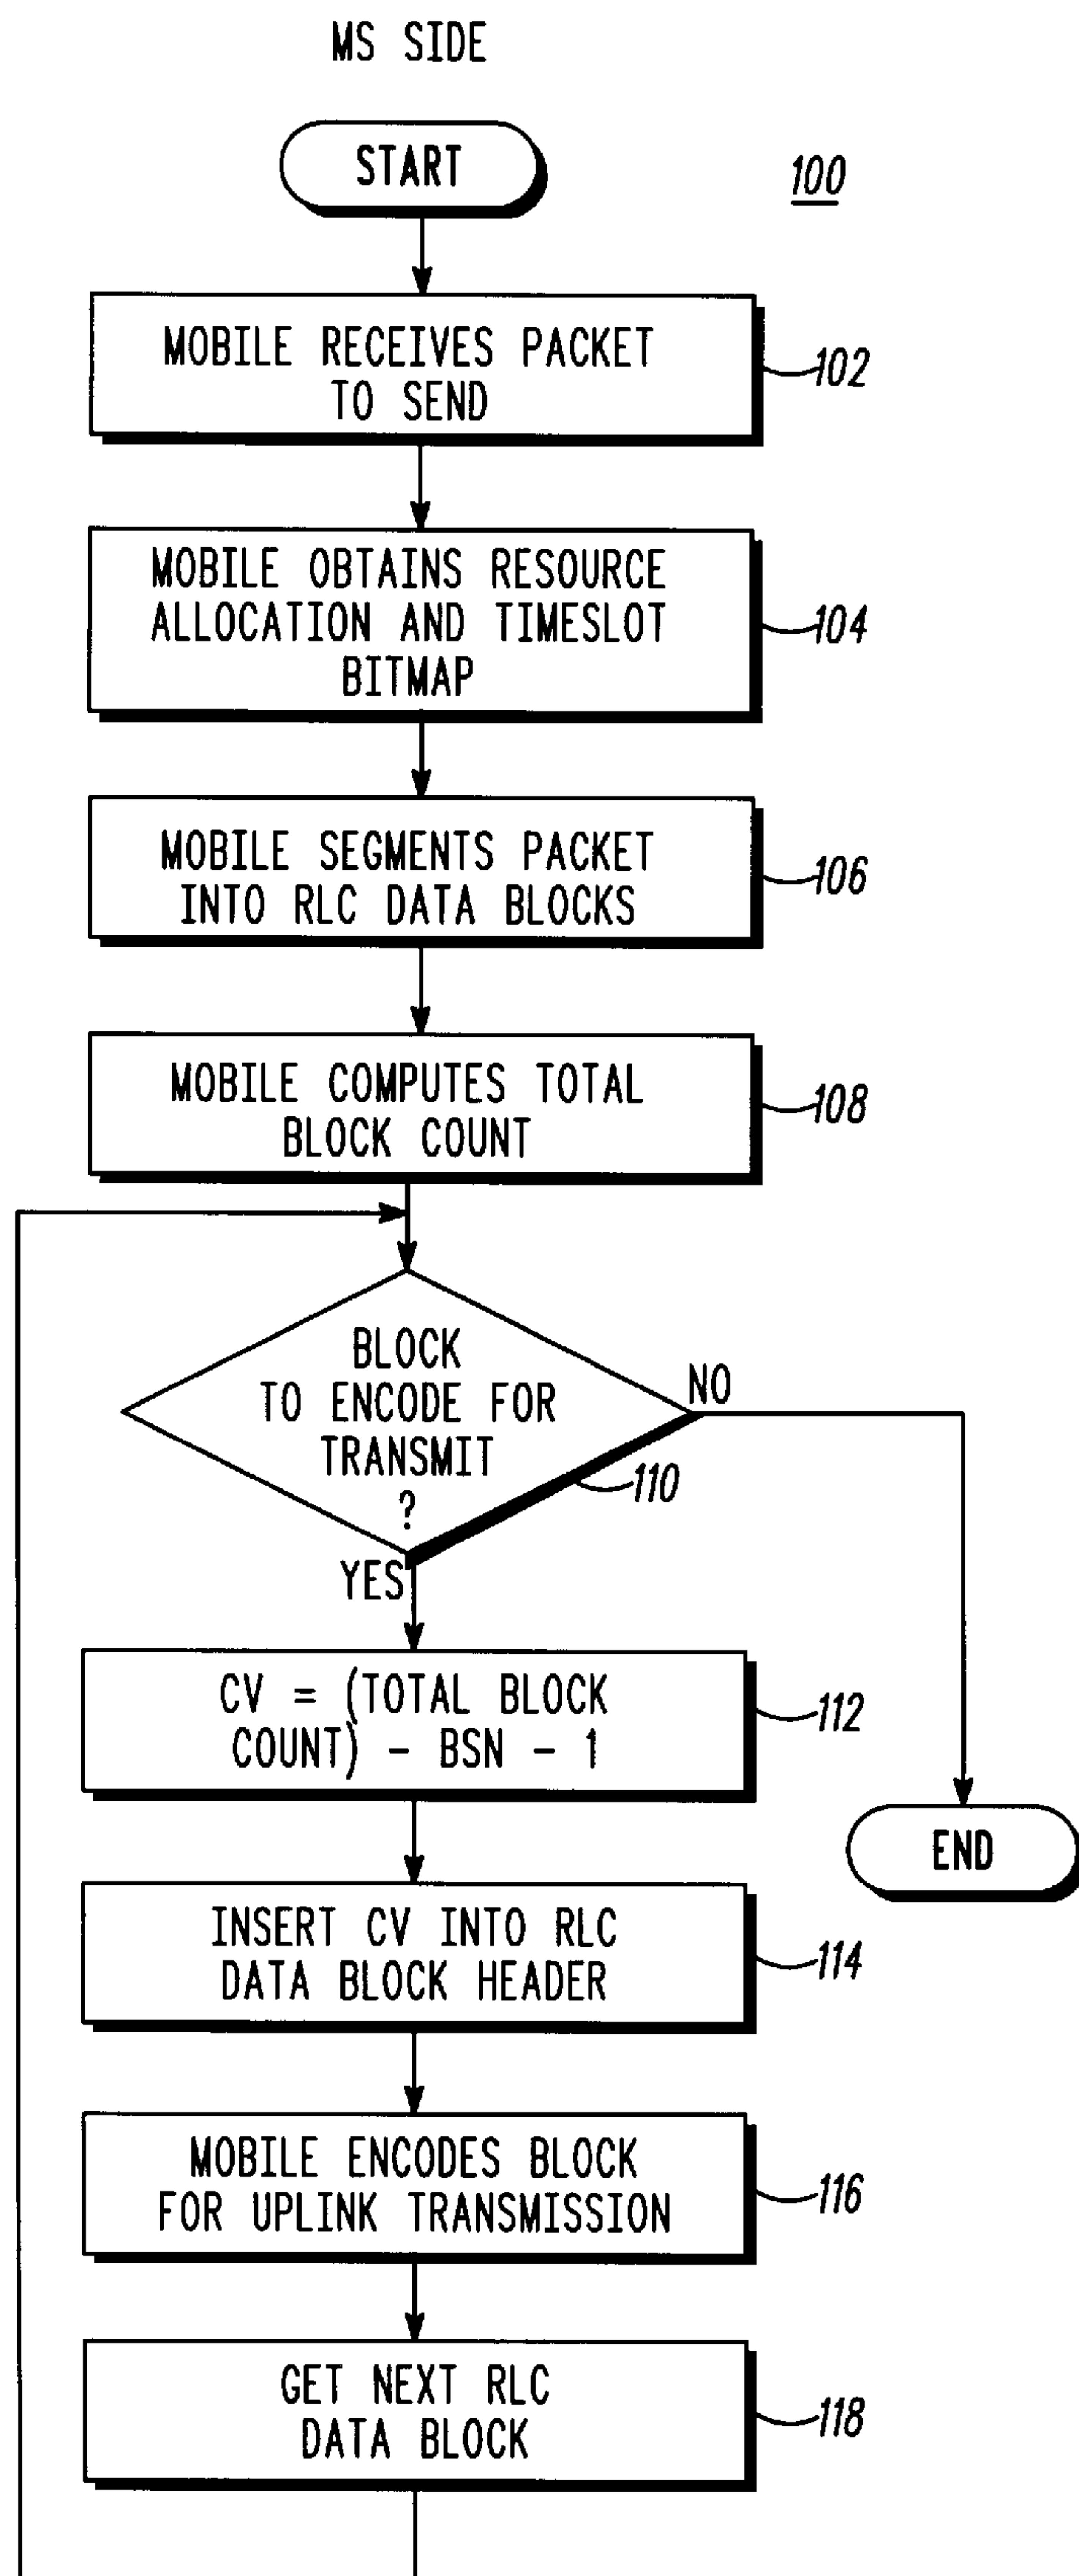 MS SIDE
START
100
MOBILE RECEIVES PACKET
TO SEND
102
MOBILE OBTAINS RESOURCE
ALLOCATION AND TIMESLOT
BITMAP
104
MOBILE SEGMENTS PACKET
INTO RLC DATA BLOCKS
106
MOBILE COMPUTES TOTAL
BLOCK COUNT
108
BLOCK
TO ENCODE FOR
TRANSMIT
?
NO
110
YES
CV = (TOTAL BLOCK
COUNT) - BSN - 1
112
END
INSERT CV INTO RLC
DATA BLOCK HEADER
114
MOBILE ENCODES BLOCK
FOR UPLINK TRANSMISSION
116
GET NEXT RLC
DATA BLOCK
118